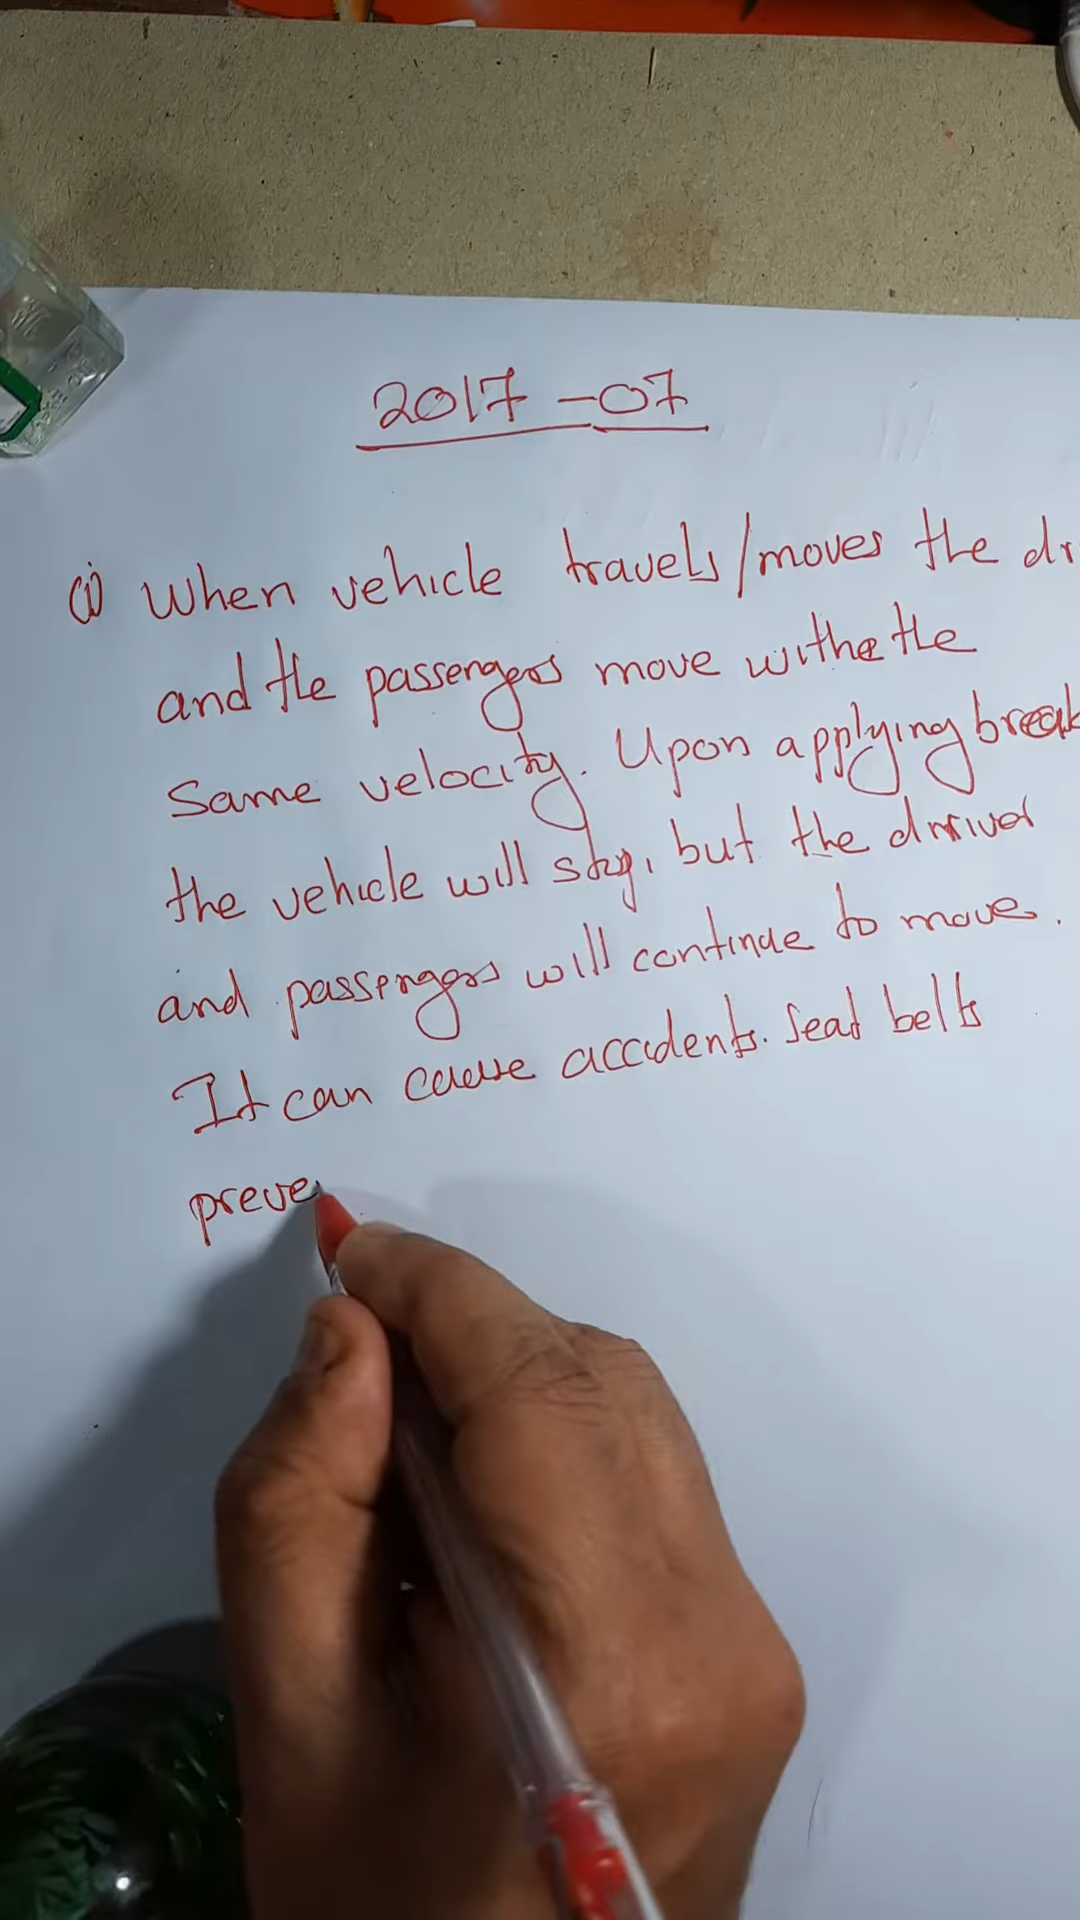 2017 - 07
(i) When vehicle travels/moves the dr
and the passengers move withe the
Same velocity. Upon applying break
the vehicle will stop, but the driver
and passengers will continue to move.
It can cause accidents. Seat belts
preve